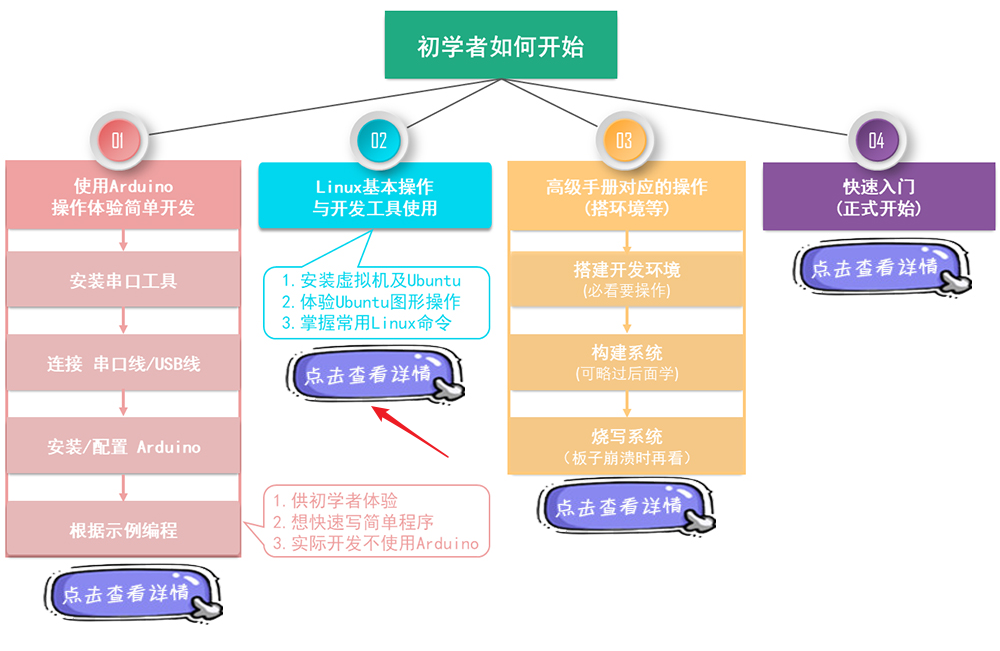 初学者如何开始
01
使用Arduino
操作体验简单开发
安装串口工具
连接 串口线/USB线
安装/配置 Arduino
根据示例编程
1. 供初学者体验
2. 想快速写简单程序
3. 实际开发不使用Arduino
点击查看详情
02
Linux基本操作
与开发工具使用
1. 安装虚拟机及Ubuntu
2. 体验Ubuntu图形操作
3. 掌握常用Linux命令
点击查看详情
03
高级手册对应的操作
(搭环境等)
搭建开发环境
(必看要操作)
构建系统
(可略过后面学)
烧写系统
（板子崩溃时再看）
点击查看详情
04
快速入门
(正式开始)
点击查看详情